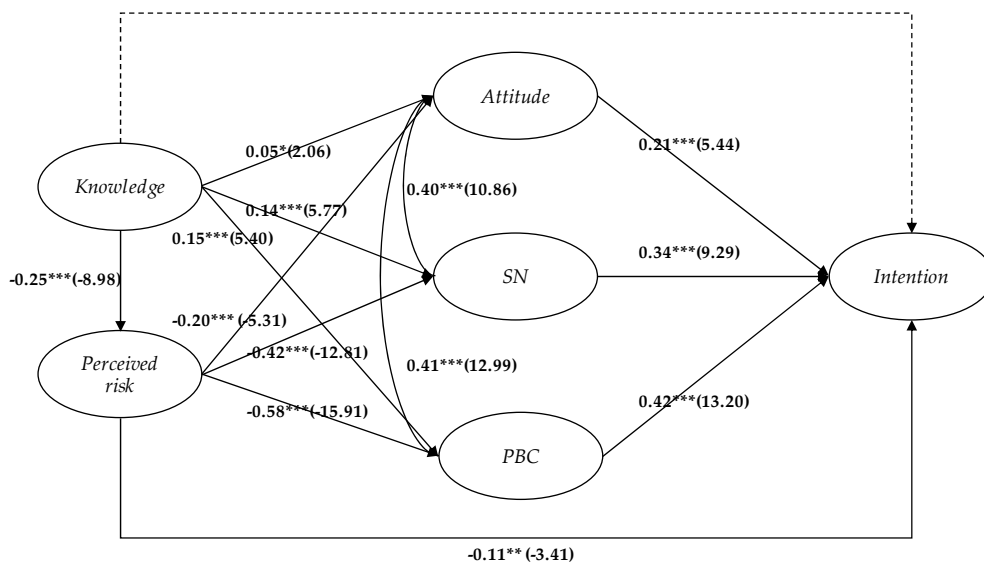 Attitude
0.05*(2.06)
0.21***(5.44)
Knowledge
0.40***(10.86)
0.14***(5.77)
0.15***(5.40)
0.34***(9.29)
-0.25***(-8.98)
SN
Intention
-0.20***(-5.31)
-0.42***(-12.81)
Perceived
risk
0.41***(12.99)
-0.58***(-15.91)
0.42***(13.20)
PBC
-0.11**(-3.41)